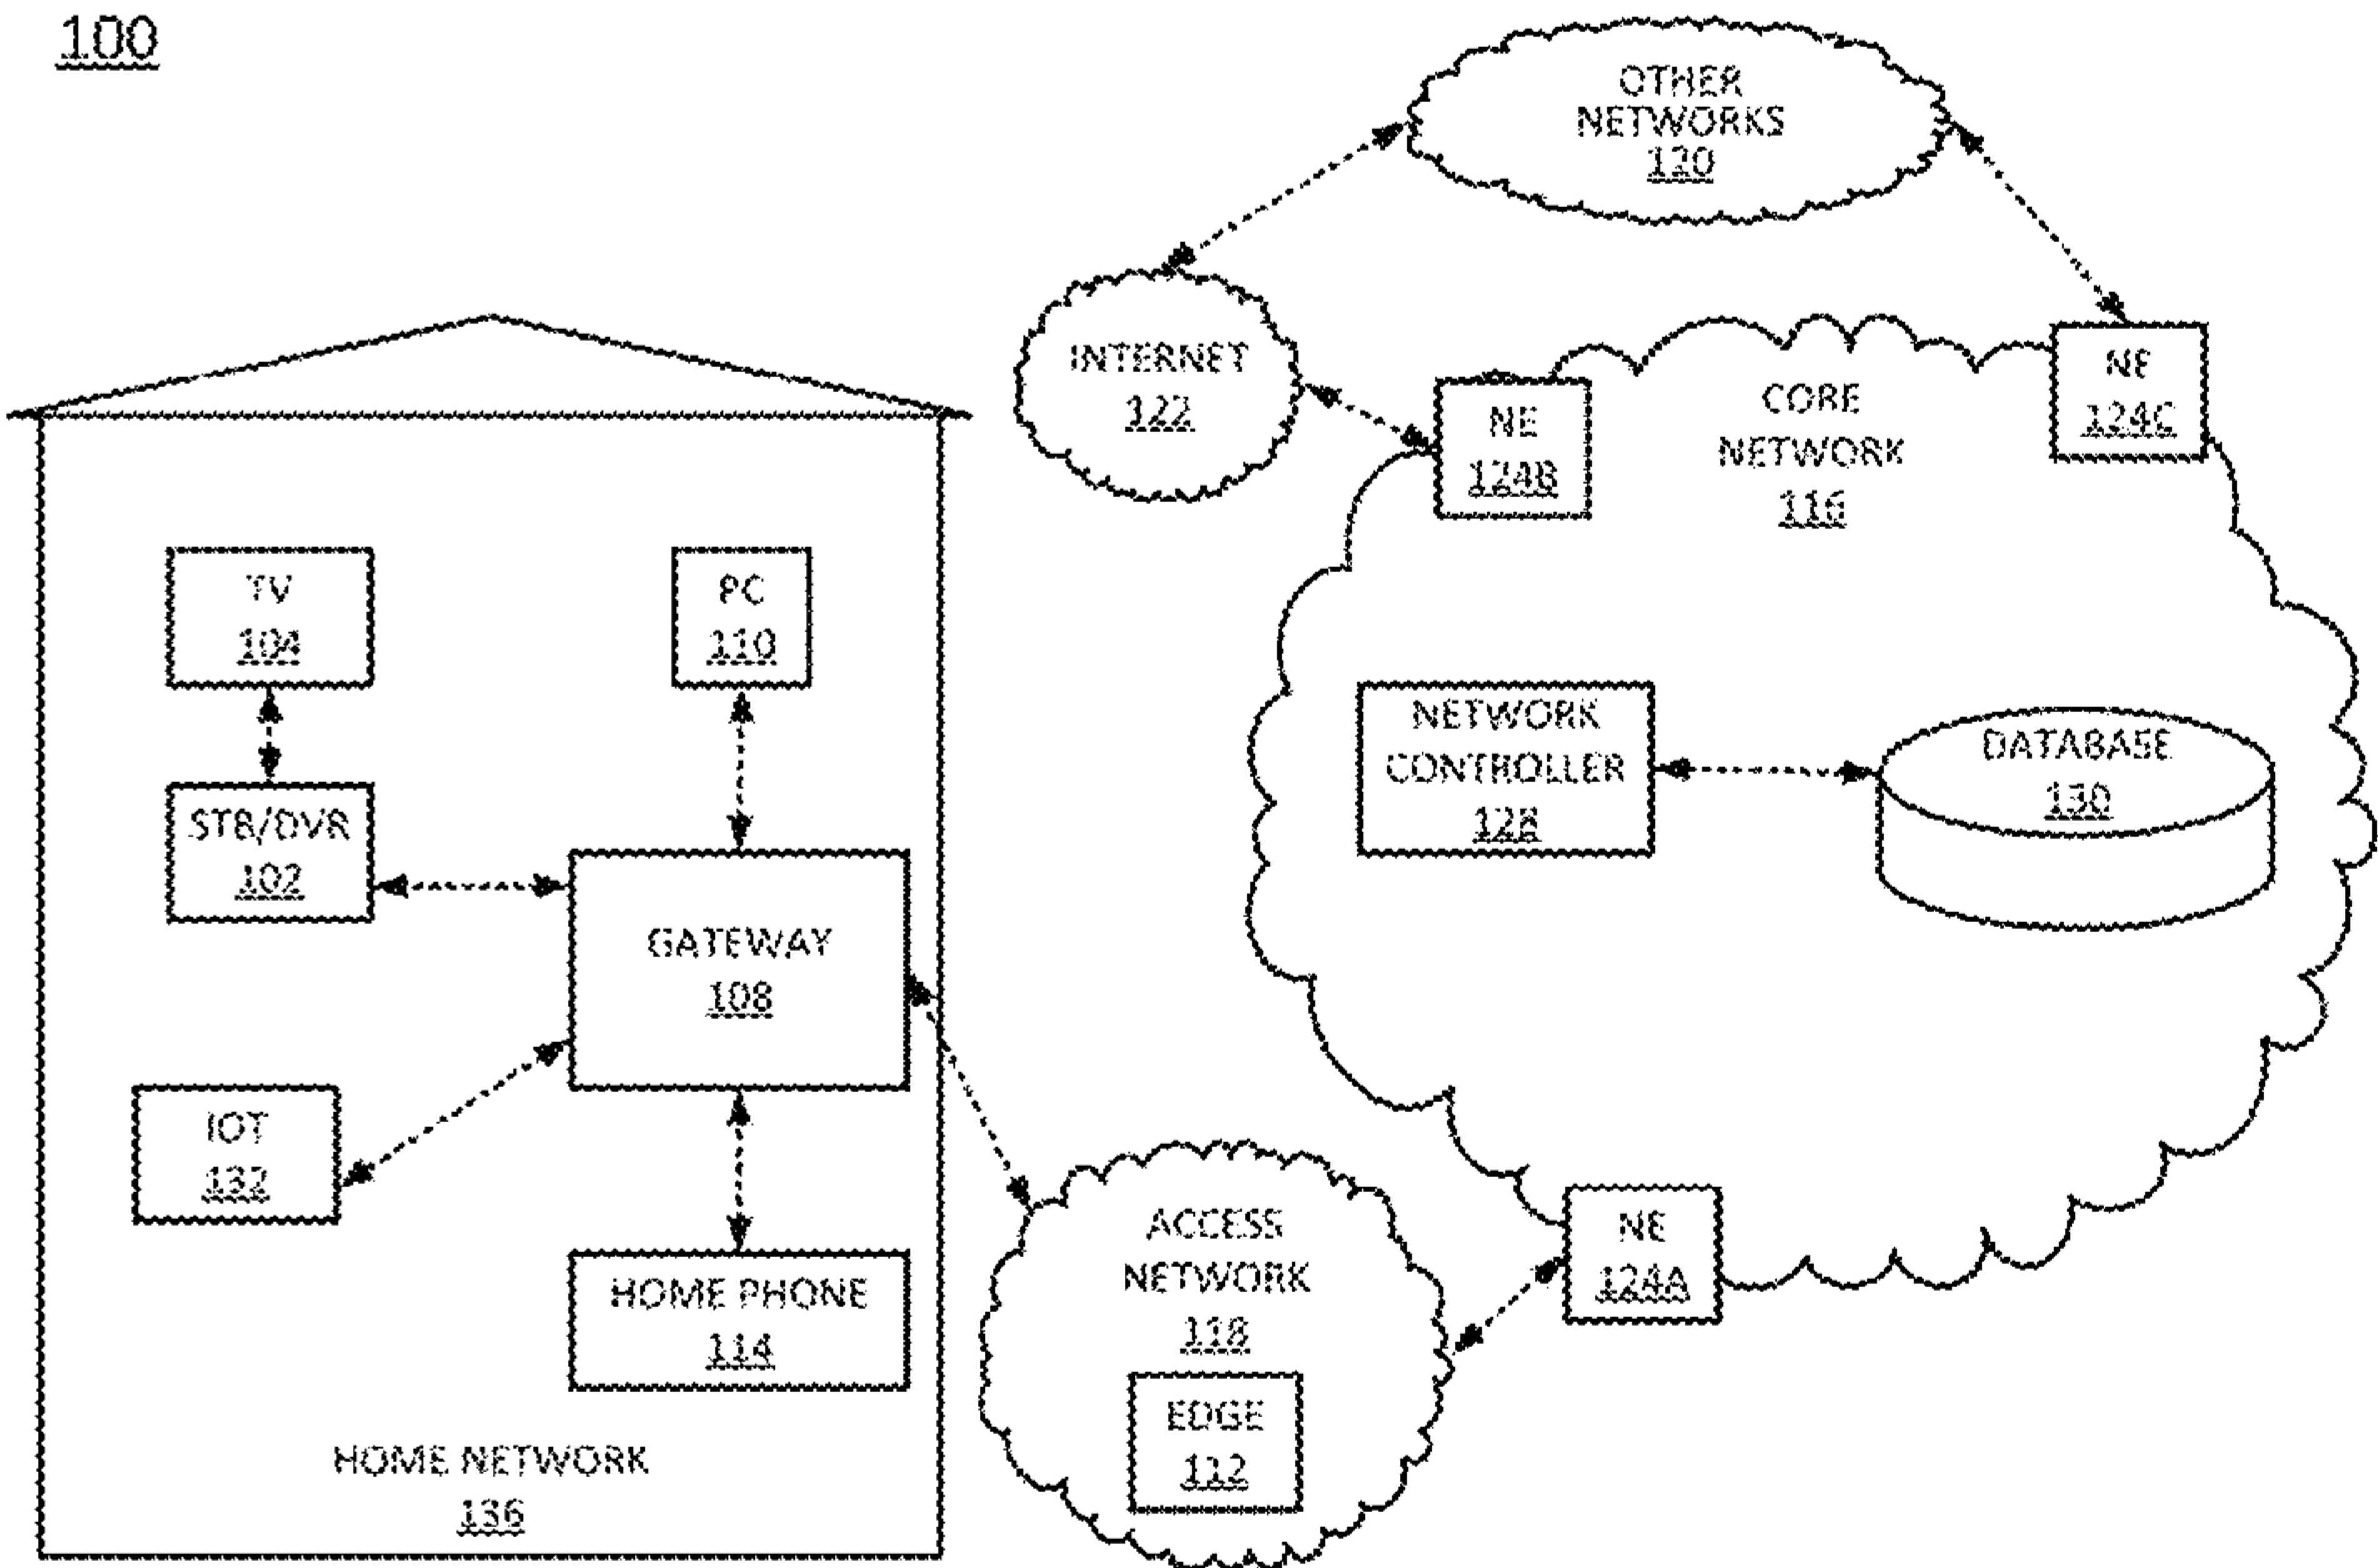 100
OTHER
NETWORKS
120
INTERNET
122
NE
124B
CORE
NETWORK
116
NE
124C
TV
104
PC
110
STB/DVR
102
GATEWAY
108
NETWORK
CONTROLLER
128
DATABASE
130
IOT
132
HOME PHONE
114
ACCESS
NETWORK
118
EDGE
112
NE
124A
HOME NETWORK
136